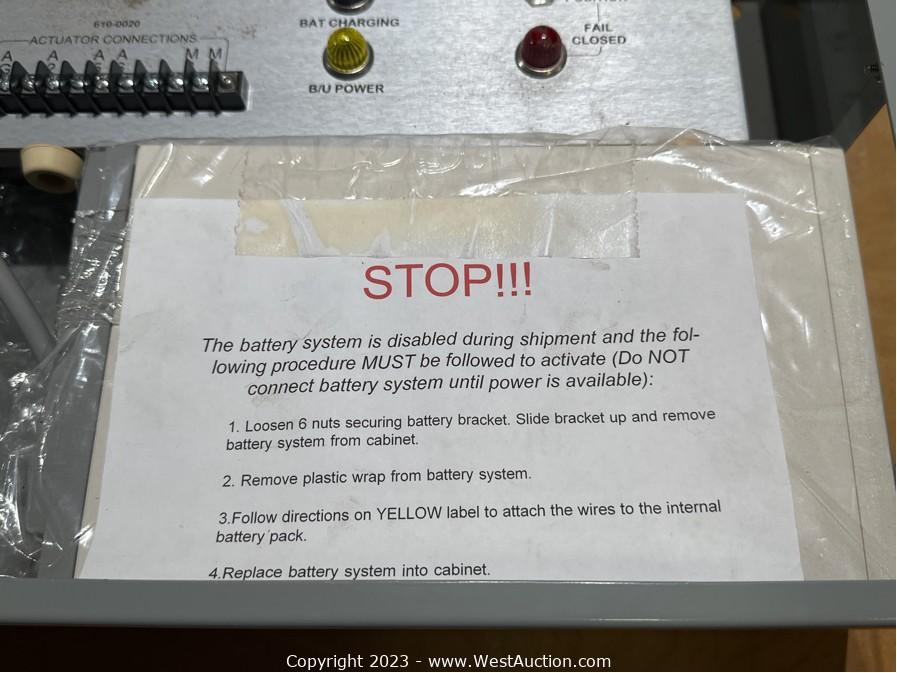 610-0020
ACTUATOR CONNECTIONS
A A A A M M
BAT CHARGING
B/U POWER
FAIL
CLOSED
STOP!!!
The battery system is disabled during shipment and the fol-
lowing procedure MUST be followed to activate (Do NOT
connect battery system until power is available):
1. Loosen 6 nuts securing battery bracket. Slide bracket up and remove
battery system from cabinet.
2. Remove plastic wrap from battery system.
3.Follow directions on YELLOW label to attach the wires to the internal
battery pack.
4.Replace battery system into cabinet.
Copyright 2023 - www.WestAuction.com